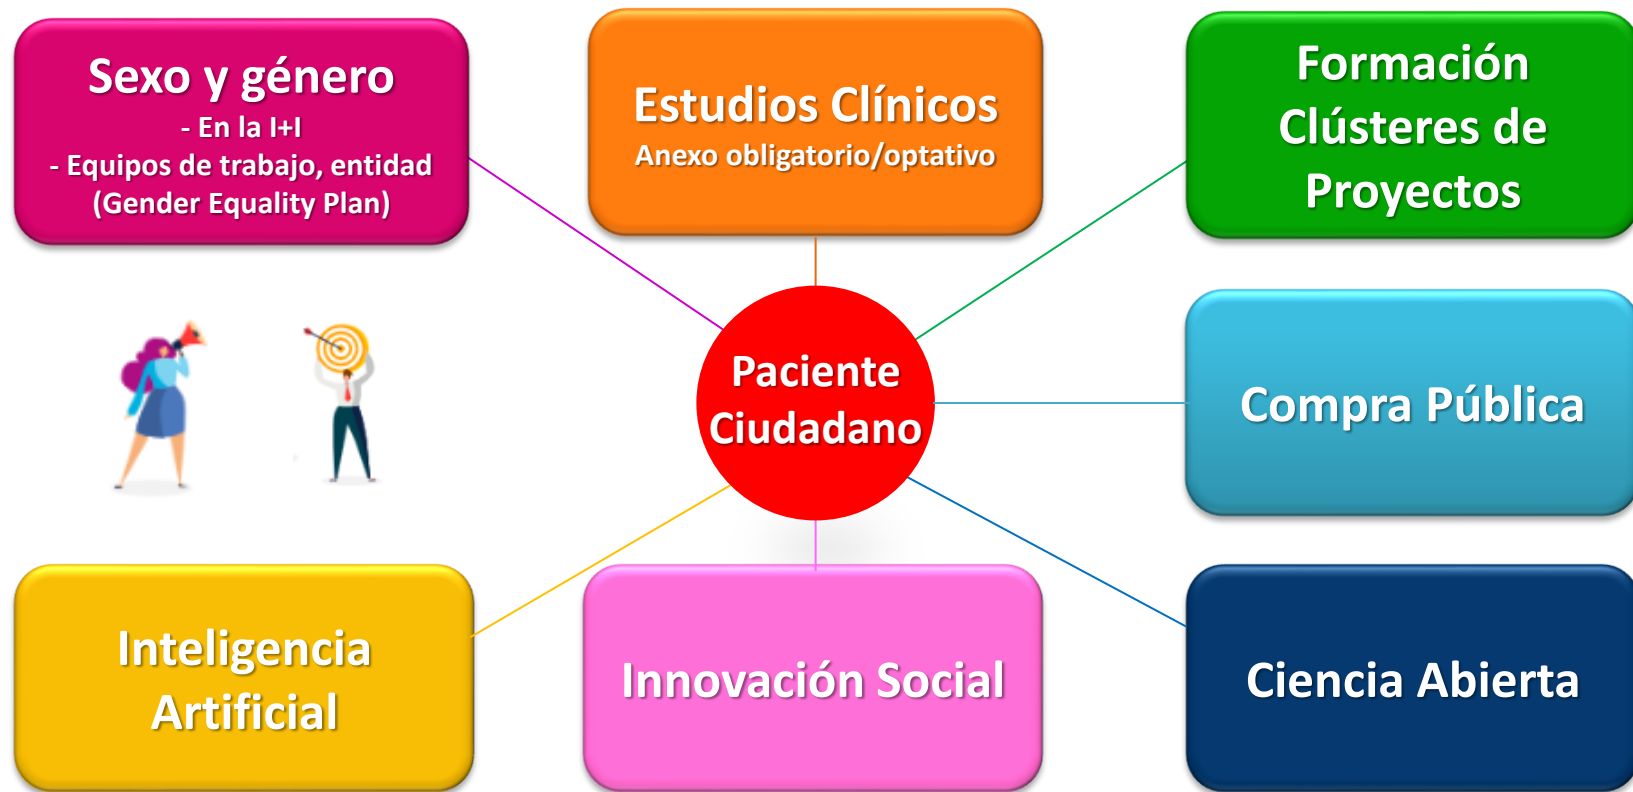 Sexo y género
- En la I+I
- Equipos de trabajo, entidad
(Gender Equality Plan)
Estudios Clínicos
Anexo obligatorio/optativo
Formación
Clústeres de
Proyectos
Paciente
Ciudadano
Compra Pública
Inteligencia
Artificial
Innovación Social
Ciencia Abierta